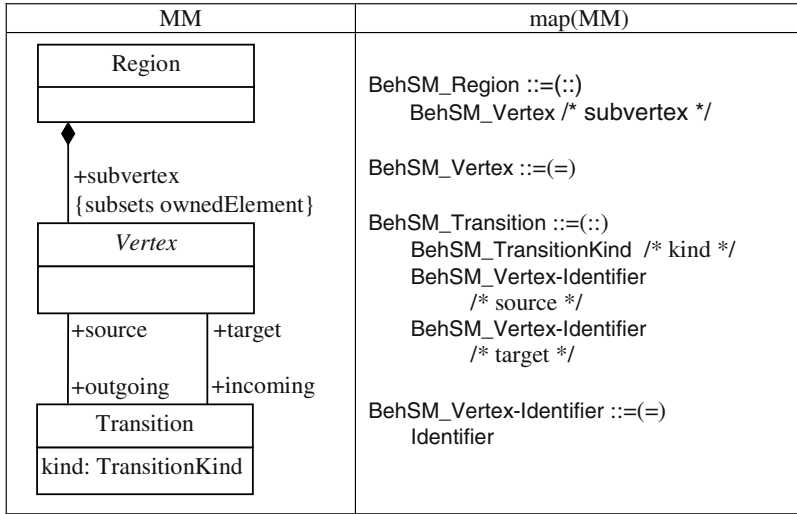 MM
map(MM)
Region
+subvertex
{subsets ownedElement}
Vertex
+source
+target
+outgoing
+incoming
Transition
kind: TransitionKind
BehSM_Region ::=(::)
BehSM_Vertex /* subvertex */
BehSM_Vertex ::=(=)
BehSM_Transition ::=(::)
BehSM_TransitionKind /* kind */
BehSM_Vertex-Identifier
/* source */
BehSM_Vertex-Identifier
/* target */
BehSM_Vertex-Identifier ::=(=)
Identifier